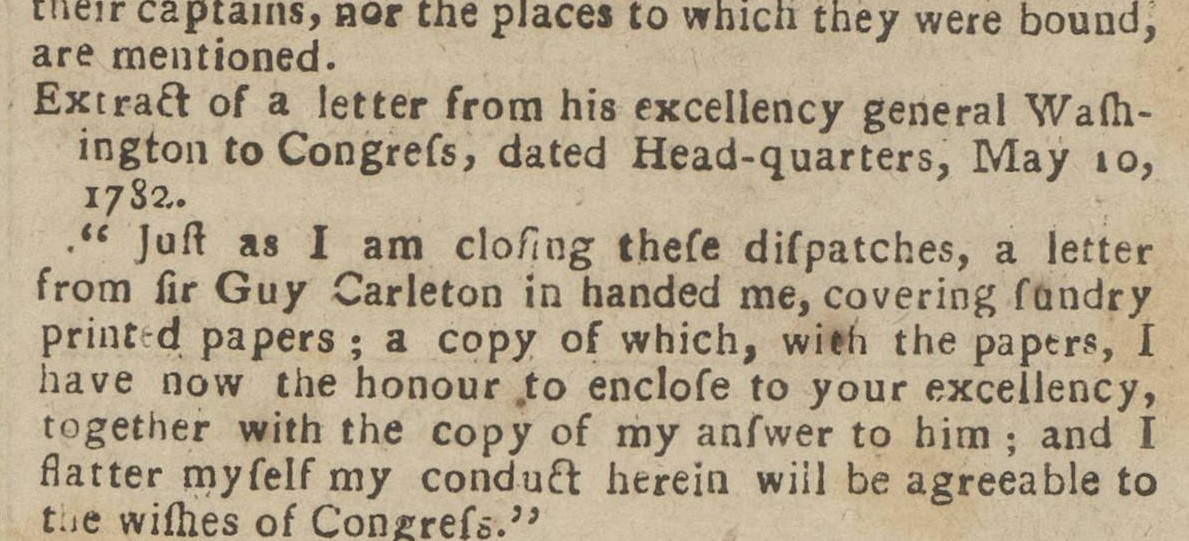 their captains, nor the places to which they were bound,
are mentioned.
Extract of a letter from his excellency general Waſh-
ington to Congreſs, dated Head-quarters, May 10,
1782.
“ Juſt as I am cloſing theſe diſpatches, a letter
from ſir Guy Carleton in handed me, covering ſundry
printed papers ; a copy of which, with the papers, I
have now the honour to encloſe to your excellency,
together with the copy of my anſwer to him ; and I
flatter myſelf my conduct herein will be agreeable to
the wiſhes of Congreſs.”